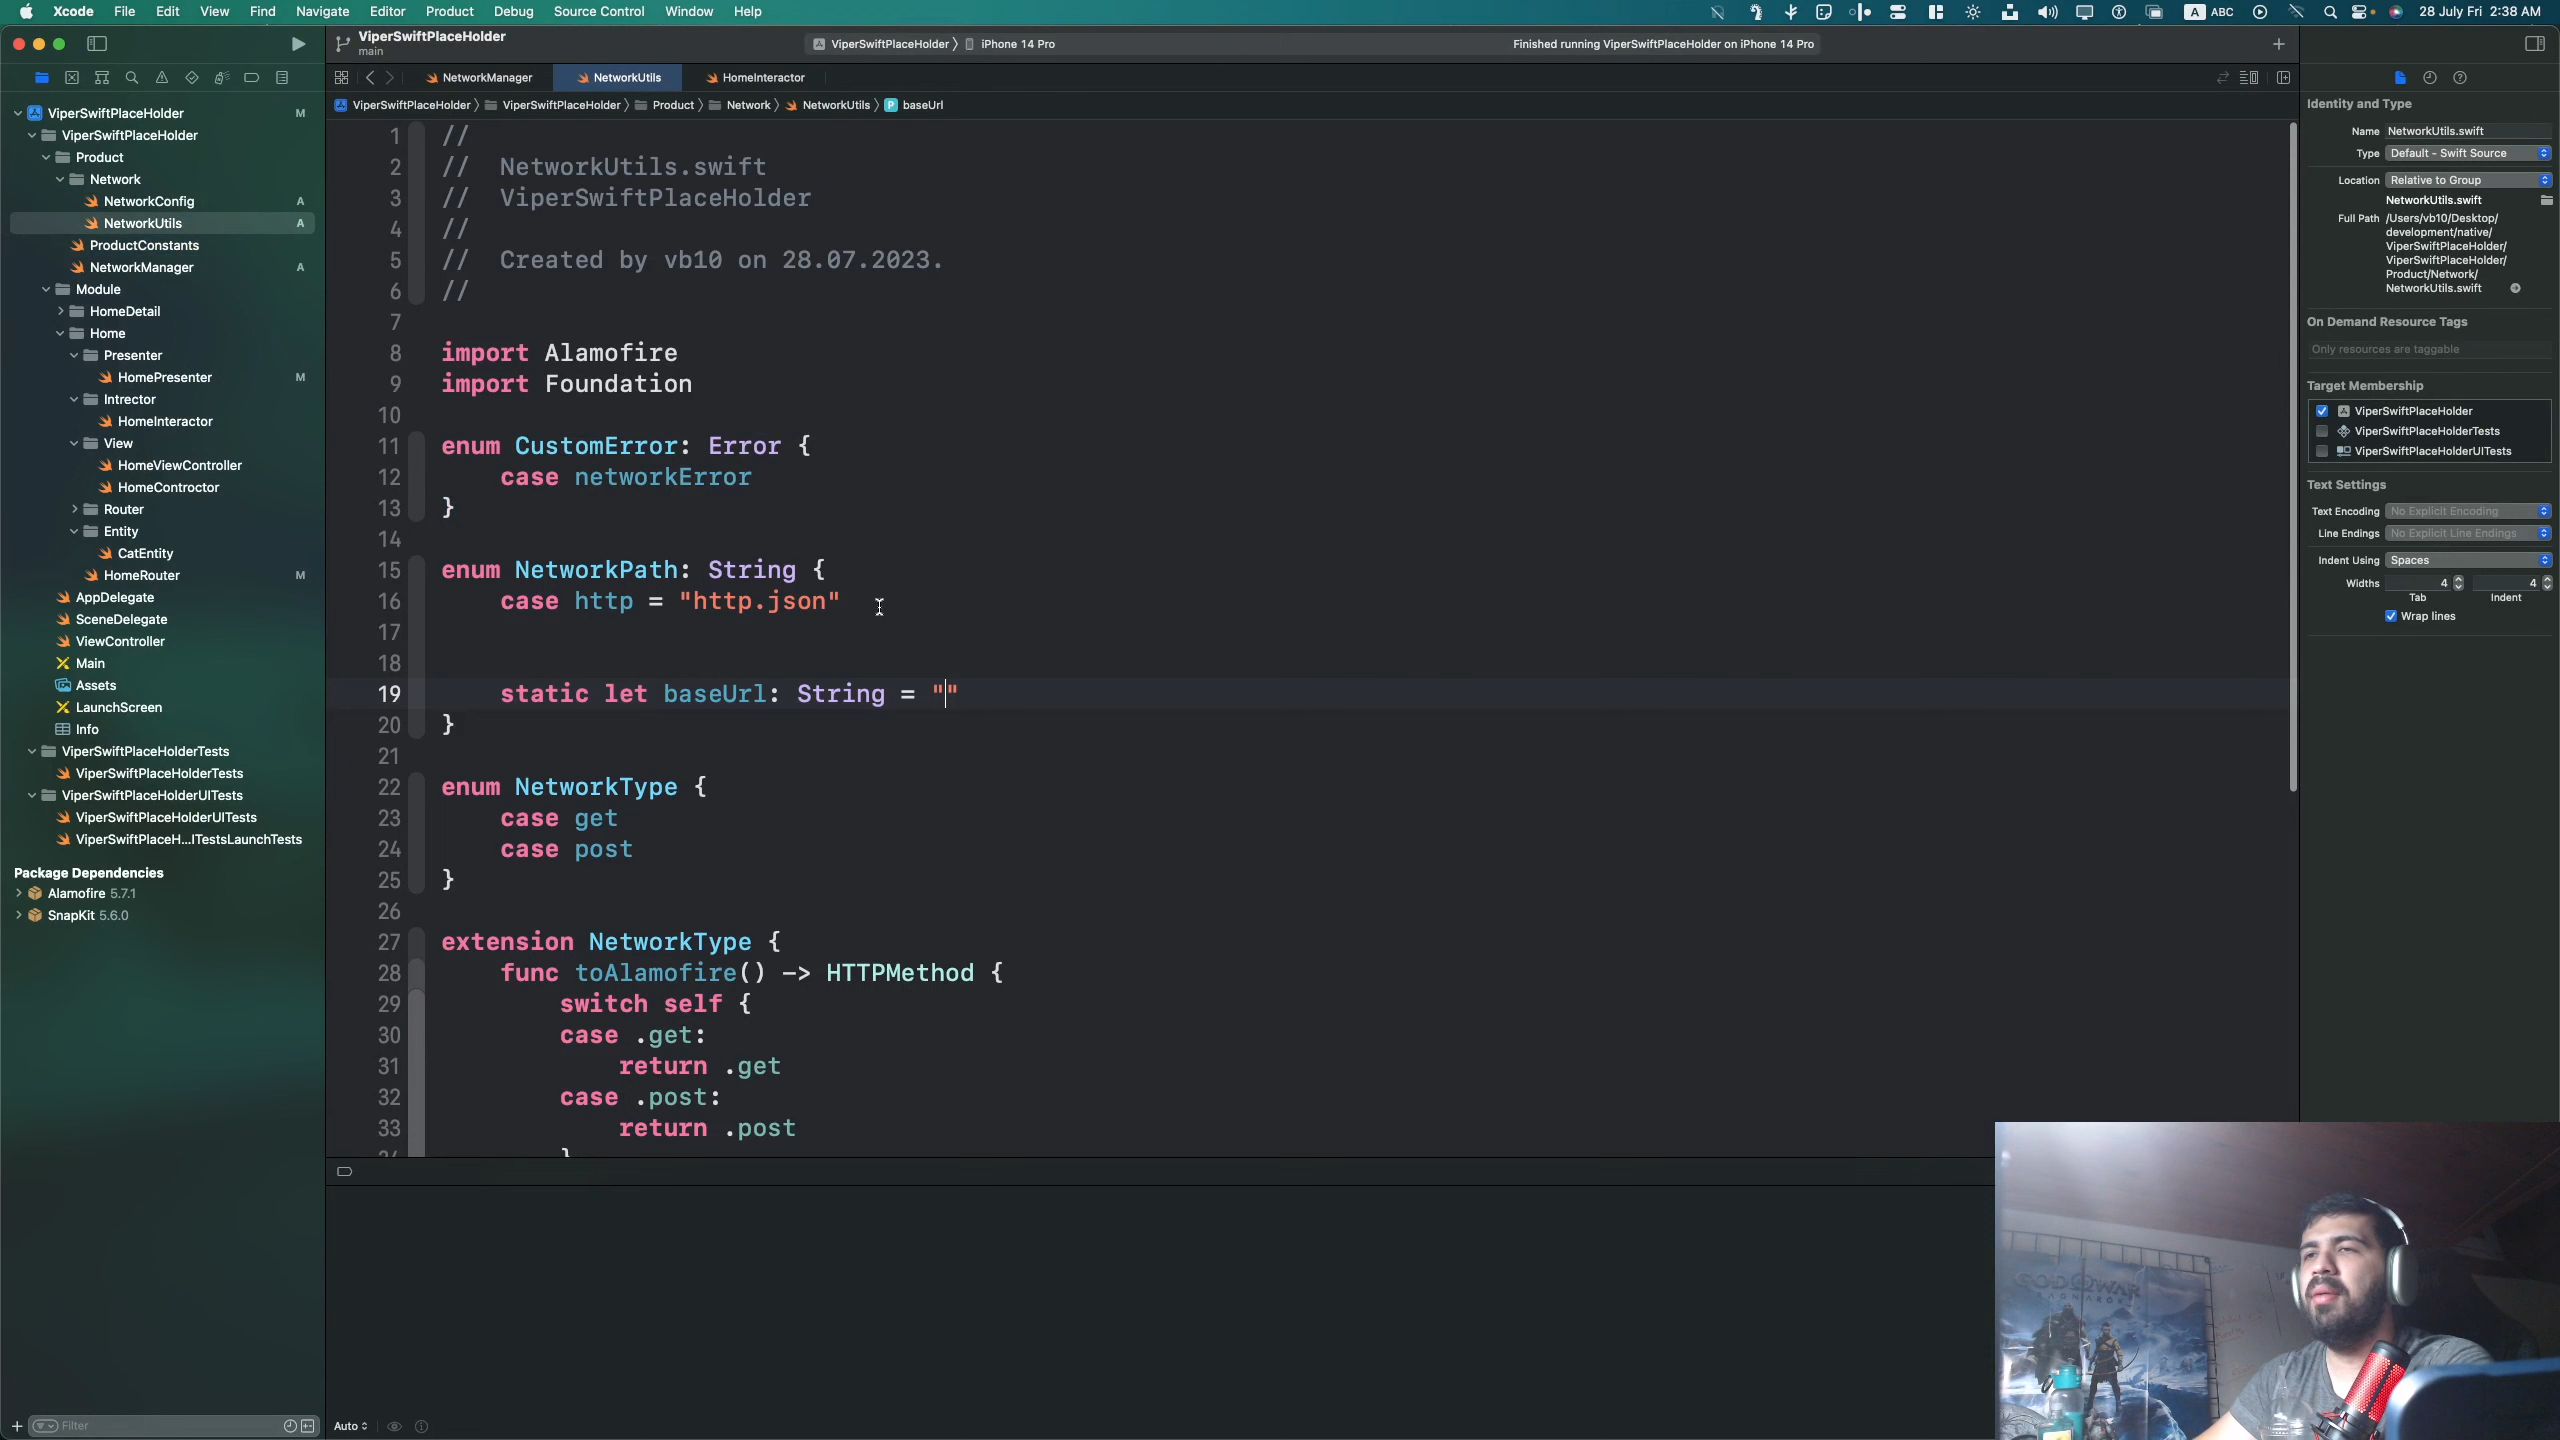 Xcode File Edit View Find Navigate Editor Product Debug Source Control Window Help
A ABC
28 July Fri 2:38 AM
ViperSwiftPlaceHolder
main
ViperSwiftPlaceHolder iPhone 14 Pro
Finished running ViperSwiftPlaceHolder on iPhone 14 Pro
NetworkManager NetworkUtils HomeInteractor
ViperSwiftPlaceHolder ViperSwiftPlaceHolder Product Network NetworkUtils P baseUrl
ViperSwiftPlaceHolder M
ViperSwiftPlaceHolder
Product
Network
NetworkConfig A
NetworkUtils A
ProductConstants
NetworkManager A
Module
HomeDetail
Home
Presenter
HomePresenter M
Intrector
HomeInteractor
View
HomeViewController
HomeControctor
Router
Entity
CatEntity
HomeRouter M
AppDelegate
SceneDelegate
ViewController
Main
Assets
LaunchScreen
Info
ViperSwiftPlaceHolderTests
ViperSwiftPlaceHolderTests
ViperSwiftPlaceHolderUITests
ViperSwiftPlaceHolderUITests
ViperSwiftPlaceH...ITestsLaunchTests
Package Dependencies
Alamofire 5.7.1
SnapKit 5.6.0
Filter
1 //
2 //  NetworkUtils.swift
3 //  ViperSwiftPlaceHolder
4 //
5 //  Created by vb10 on 28.07.2023.
6 //
7
8 import Alamofire
9 import Foundation
10
11 enum CustomError: Error {
12     case networkError
13 }
14
15 enum NetworkPath: String {
16     case http = "http.json"
17
18
19     static let baseUrl: String = ""
20 }
21
22 enum NetworkType {
23     case get
24     case post
25 }
26
27 extension NetworkType {
28     func toAlamofire() -> HTTPMethod {
29         switch self {
30         case .get:
31             return .get
32         case .post:
33             return .post
34         }
Auto
Identity and Type
Name NetworkUtils.swift
Type Default - Swift Source
Location Relative to Group
NetworkUtils.swift
Full Path /Users/vb10/Desktop/
development/native/
ViperSwiftPlaceHolder/
ViperSwiftPlaceHolder/
Product/Network/
NetworkUtils.swift
On Demand Resource Tags
Only resources are taggable
Target Membership
ViperSwiftPlaceHolder
ViperSwiftPlaceHolderTests
ViperSwiftPlaceHolderUITests
Text Settings
Text Encoding No Explicit Encoding
Line Endings No Explicit Line Endings
Indent Using Spaces
Widths 4 4
Tab Indent
Wrap lines
GOD OF WAR
RAGNARÖK